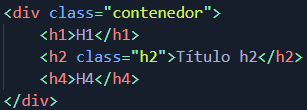 <div class="contenedor">
    <h1>H1</h1>
    <h2 class="h2">Título h2</h2>
    <h4>H4</h4>
</div>